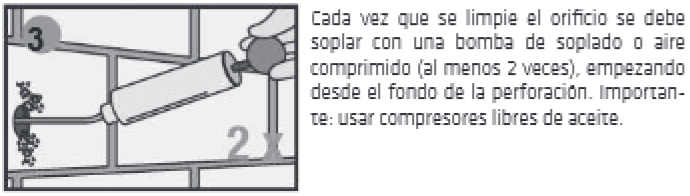 3
2 x
Cada vez que se limpie el orificio se debe
soplar con una bomba de soplado o aire
comprimido (al menos 2 veces), empezando
desde el fondo de la perforación. Importan-
te: usar compresores libres de aceite.